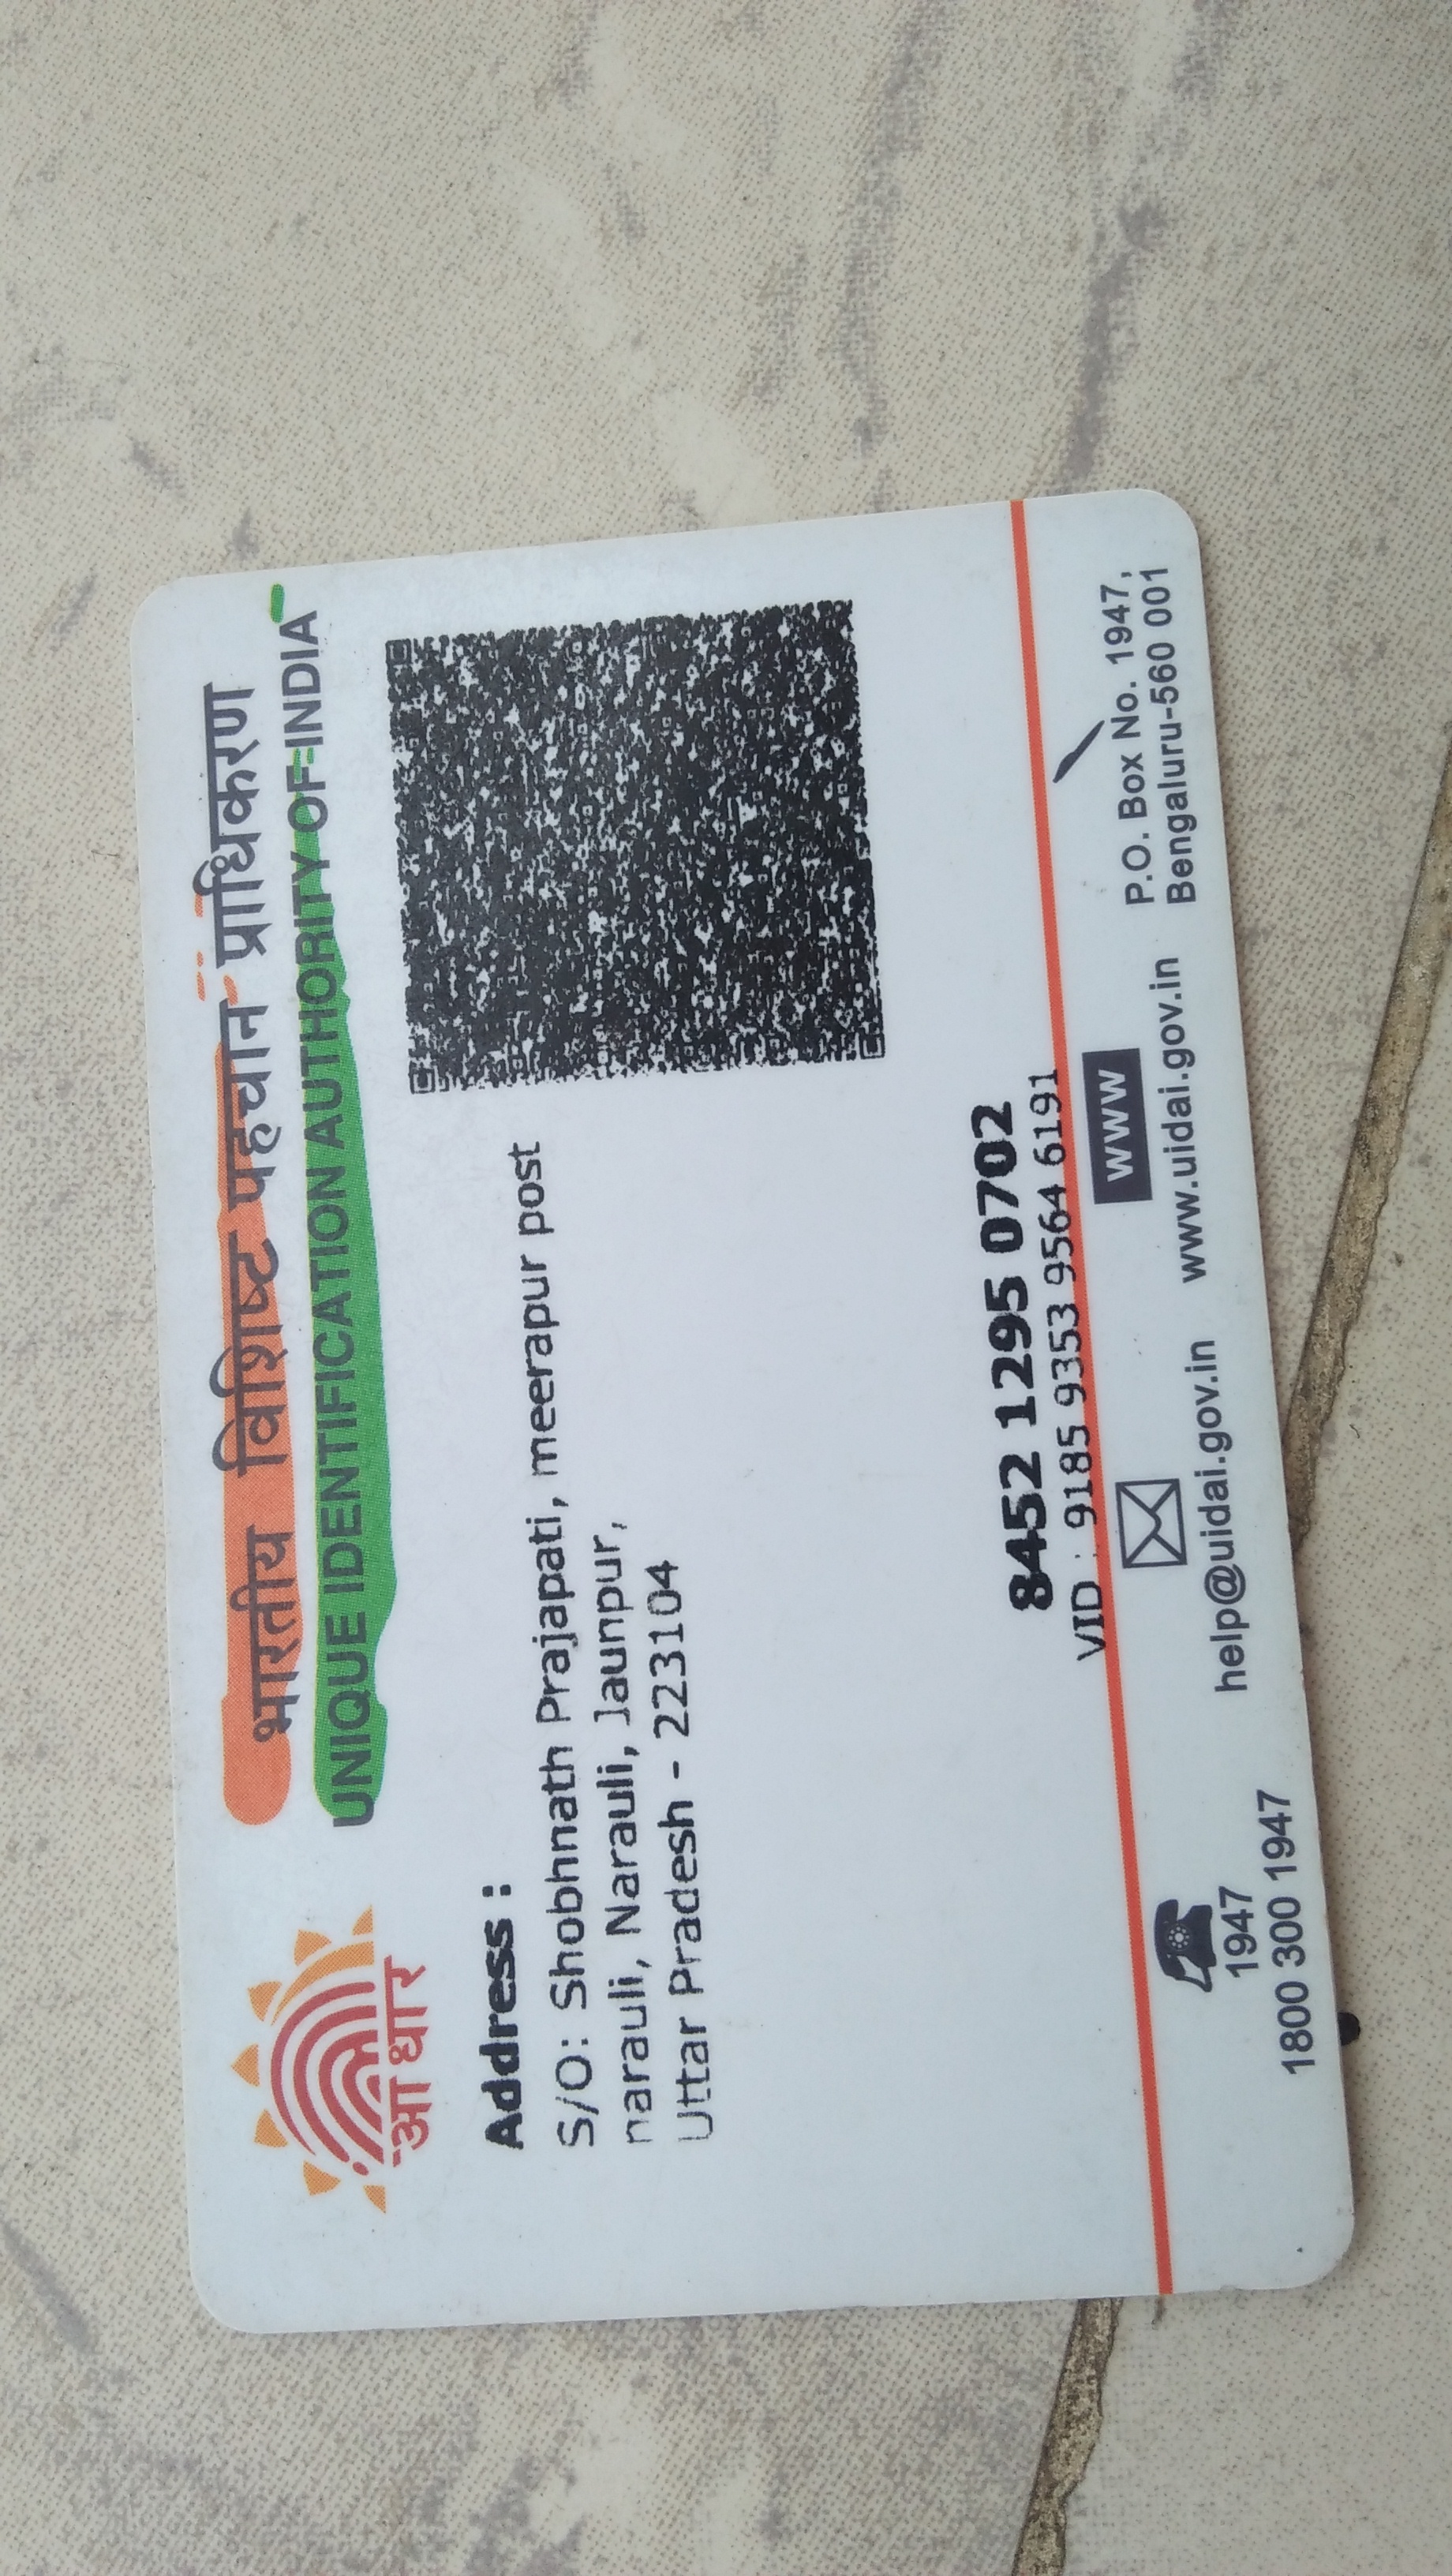 भारतीय विशिष्ट पहचान प्राधिकरण
UNIQUE IDENTIFICATION AUTHORITY OF INDIA
आधार
Address :
S/O: Shobhnath Prajapati, meerapur post
narauli, Narauli, Jaunpur,
Uttar Pradesh - 223104
8452 1295 0702
VID : 9185 9353 9564 6191
1947
1800 300 1947
help@uidai.gov.in
www
www.uidai.gov.in
P.O. Box No. 1947,
Bengaluru-560 001